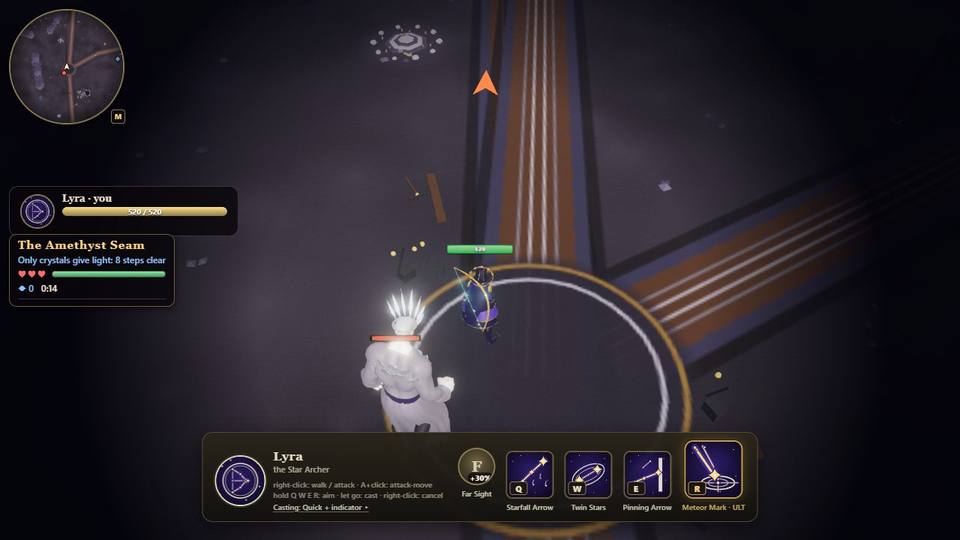 M
Lyra · you
520 / 520
The Amethyst Seam
Only crystals give light: 8 steps clear
0 0:14
Lyra
the Star Archer
right-click: walk / attack · A+click: attack-move
hold Q W E R: aim · let go: cast · right-click: cancel
Casting: Quick + indicator
F
+30%
Far Sight
Q
Starfall Arrow
W
Twin Stars
E
Pinning Arrow
R
Meteor Mark · ULT